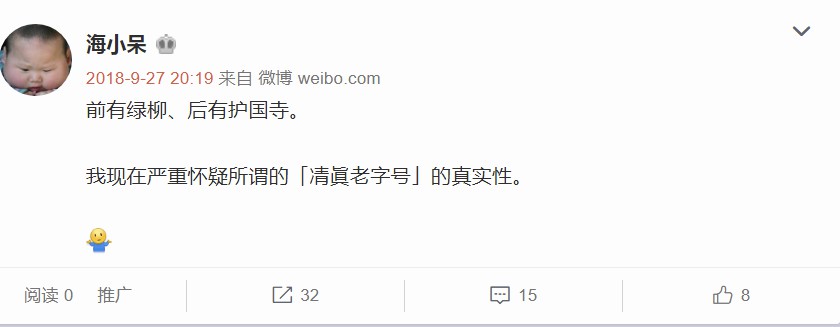 海小呆
2018-9-27 20:19 来自 微博 weibo.com
前有绿柳、后有护国寺。
我现在严重怀疑所谓的「凊眞老字号」的真实性。
阅读 0 推广 32 15 8